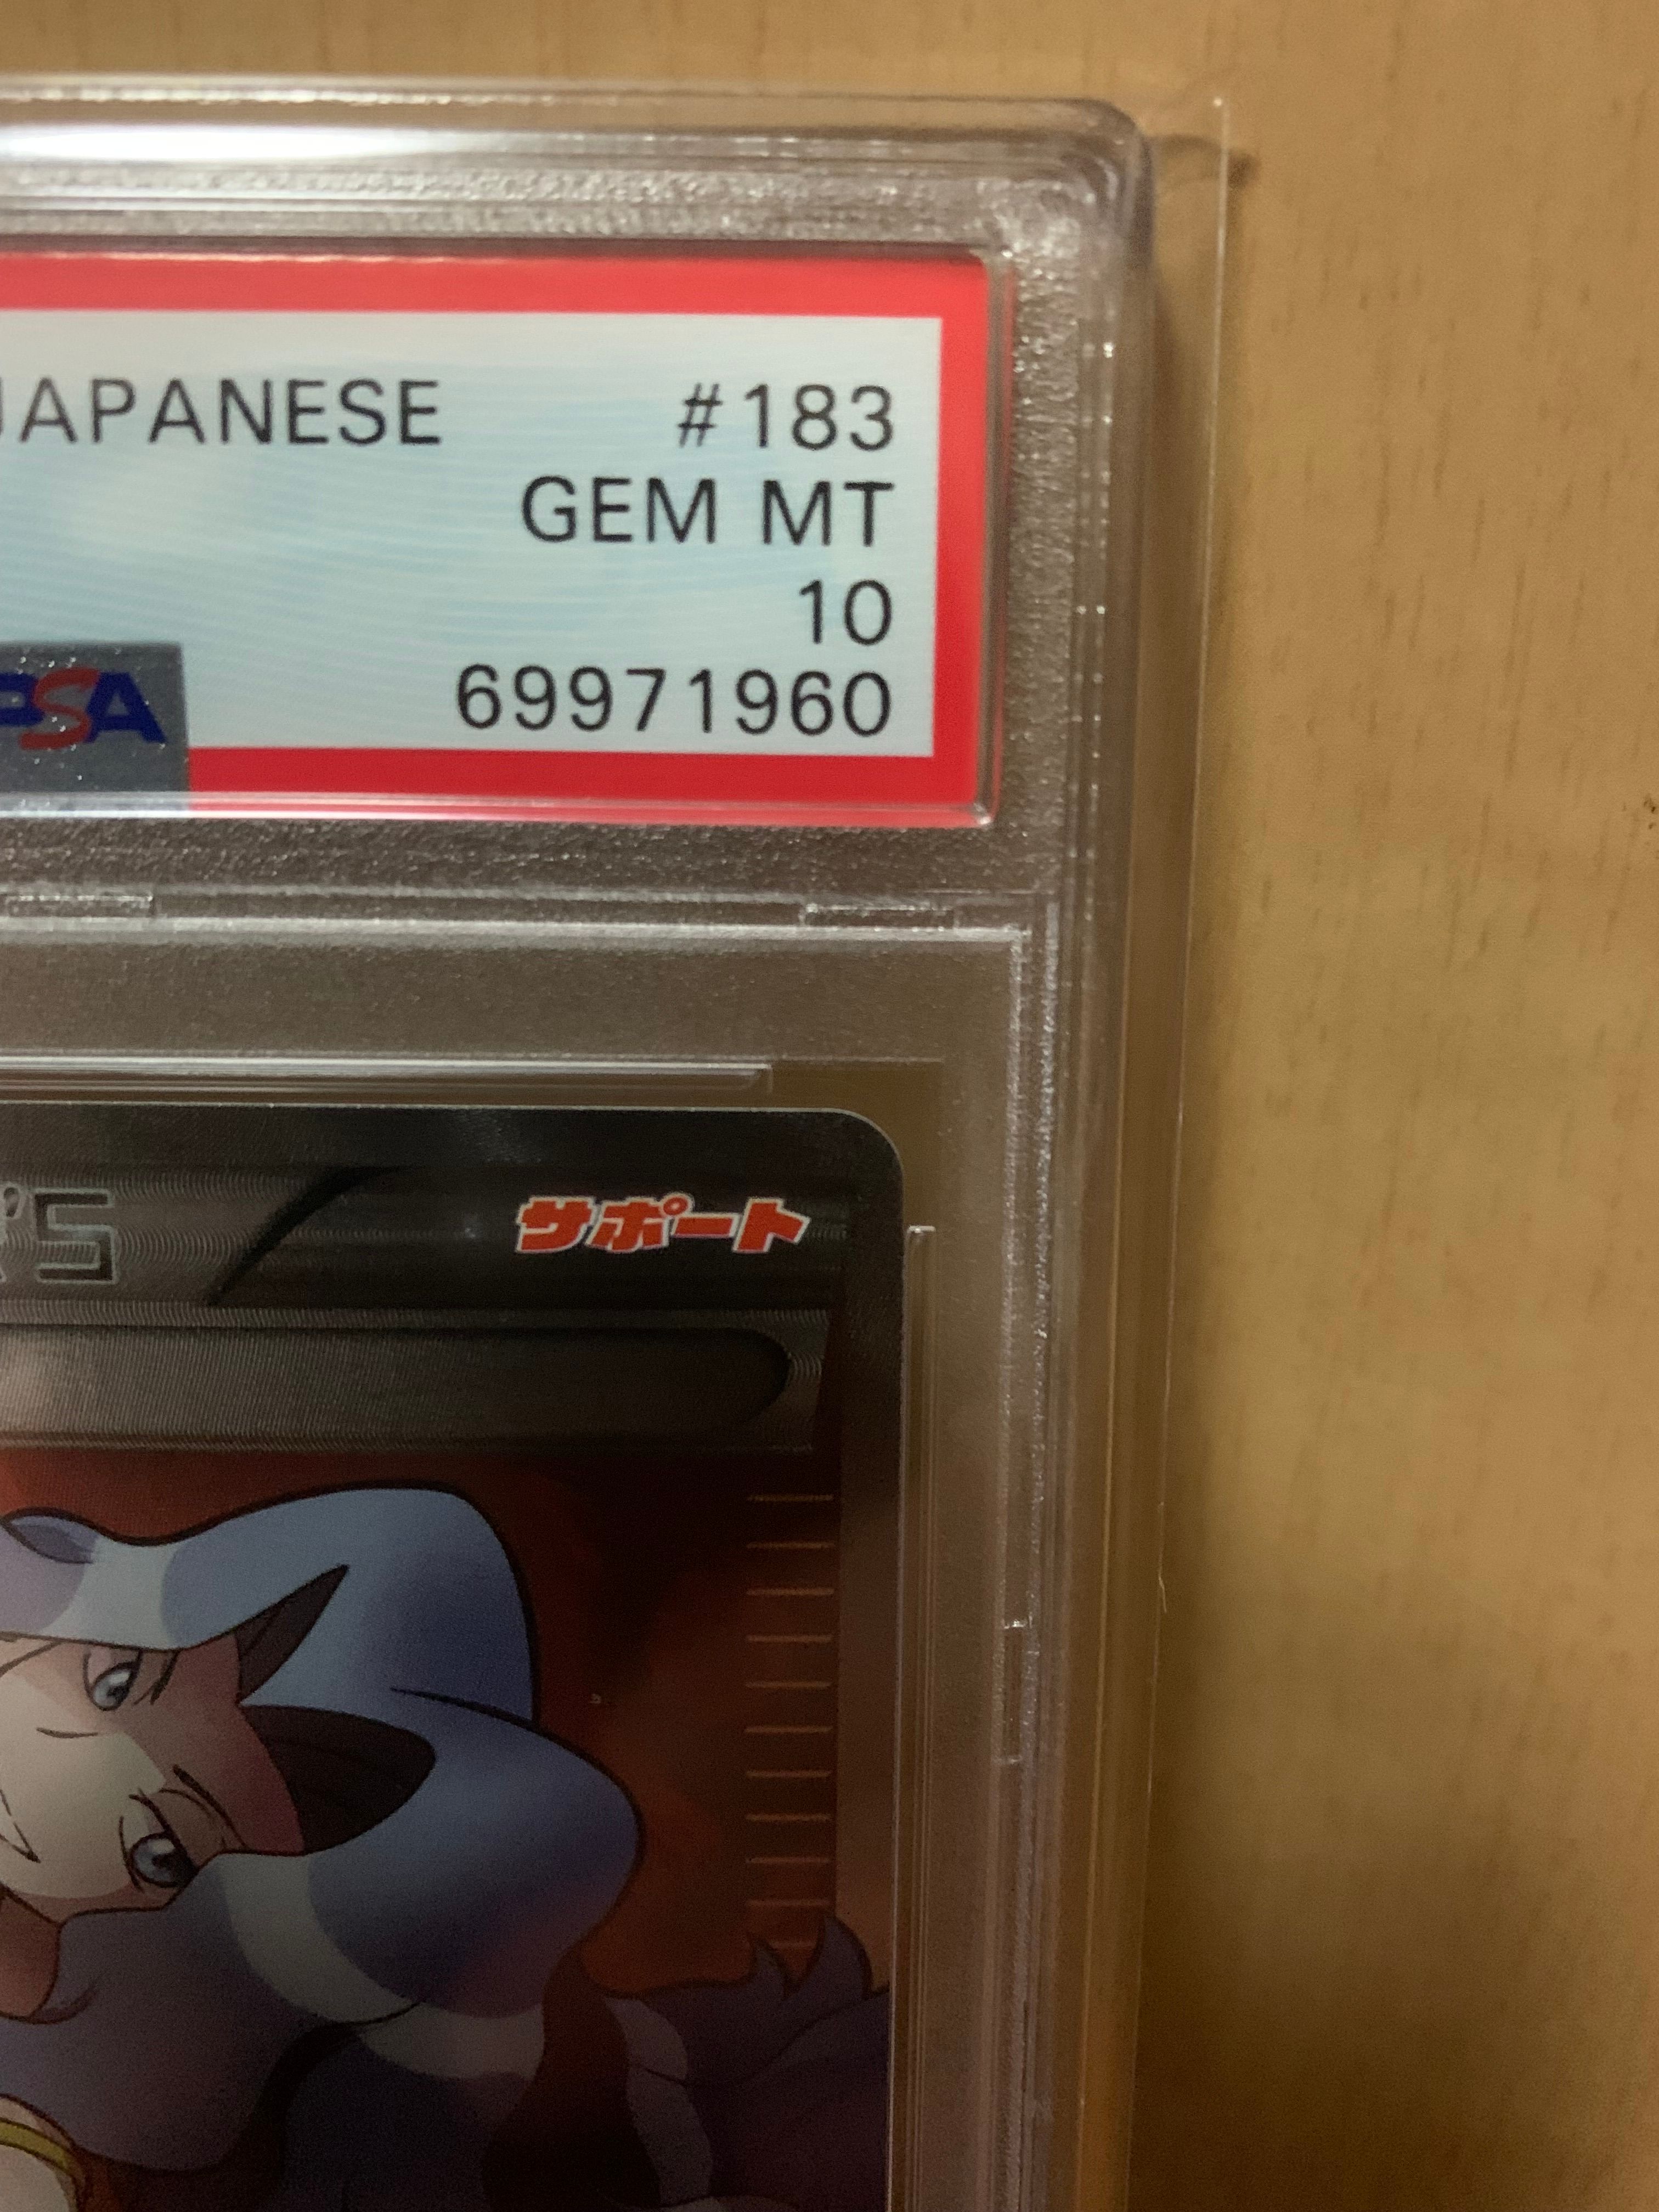 JAPANESE #183
GEM MT
10
PSA 69971960
'S サポート